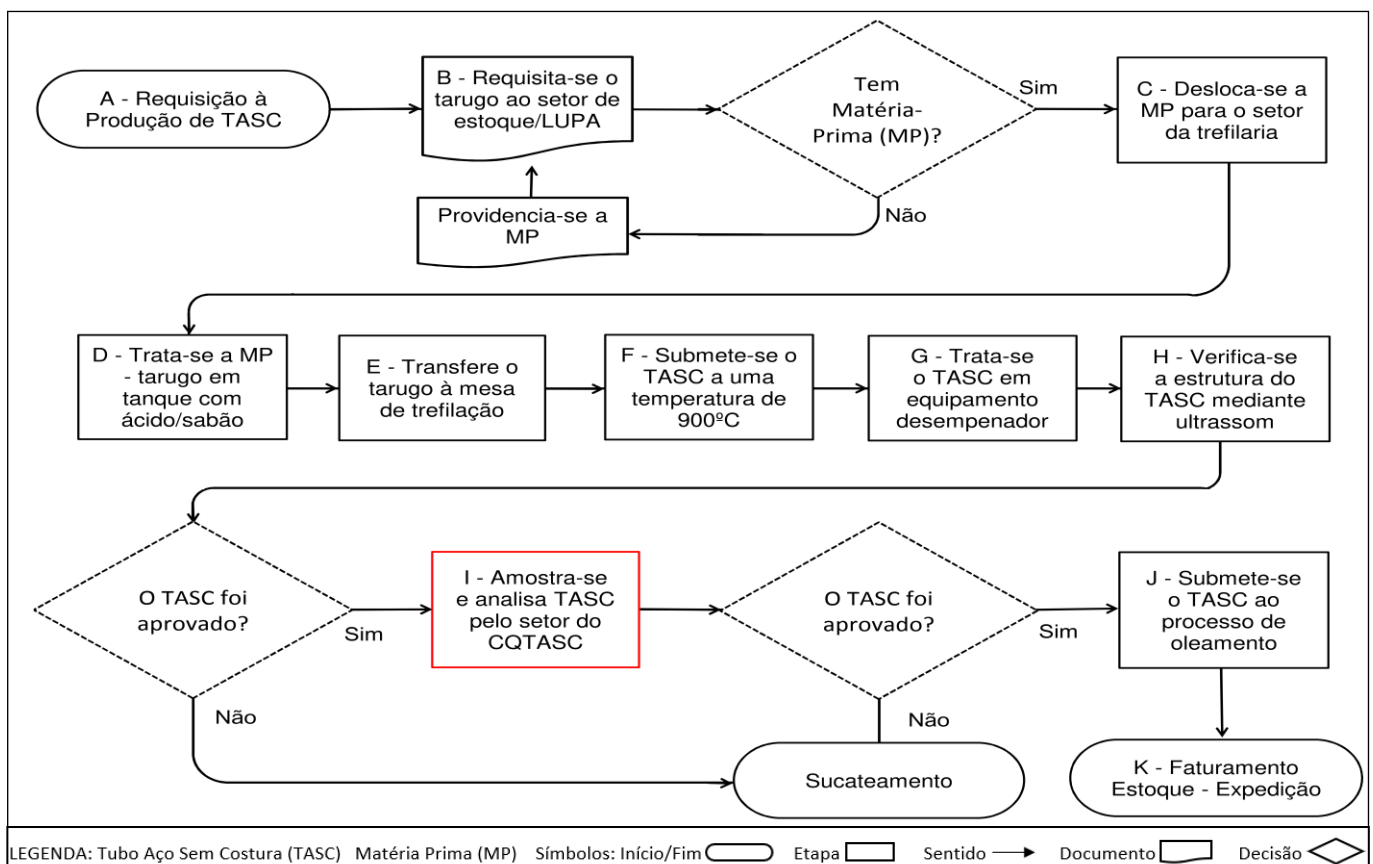 A - Requisição à
Produção de TASC
B - Requisita-se o
tarugo ao setor de
estoque/LUPA
Tem
Matéria-
Prima (MP)?
Sim
C - Desloca-se a
MP para o setor
da trefilaria
Não
Providencia-se a
MP
D - Trata-se a MP
- tarugo em
tanque com
ácido/sabão
E - Transfere o
tarugo à mesa
de trefilação
F - Submete-se o
TASC a uma
temperatura de
900ºC
G - Trata-se
o TASC em
equipamento
desempenador
H - Verifica-se
a estrutura do
TASC mediante
ultrassom
O TASC foi
aprovado?
Sim
Não
I - Amostra-se
e analisa TASC
pelo setor do
CQTASC
O TASC foi
aprovado?
Sim
Não
J - Submete-se
o TASC ao
processo de
oleamento
Sucateamento
K - Faturamento
Estoque - Expedição
LEGENDA: Tubo Aço Sem Costura (TASC) Matéria Prima (MP) Símbolos: Início/Fim Etapa Sentido Documento Decisão